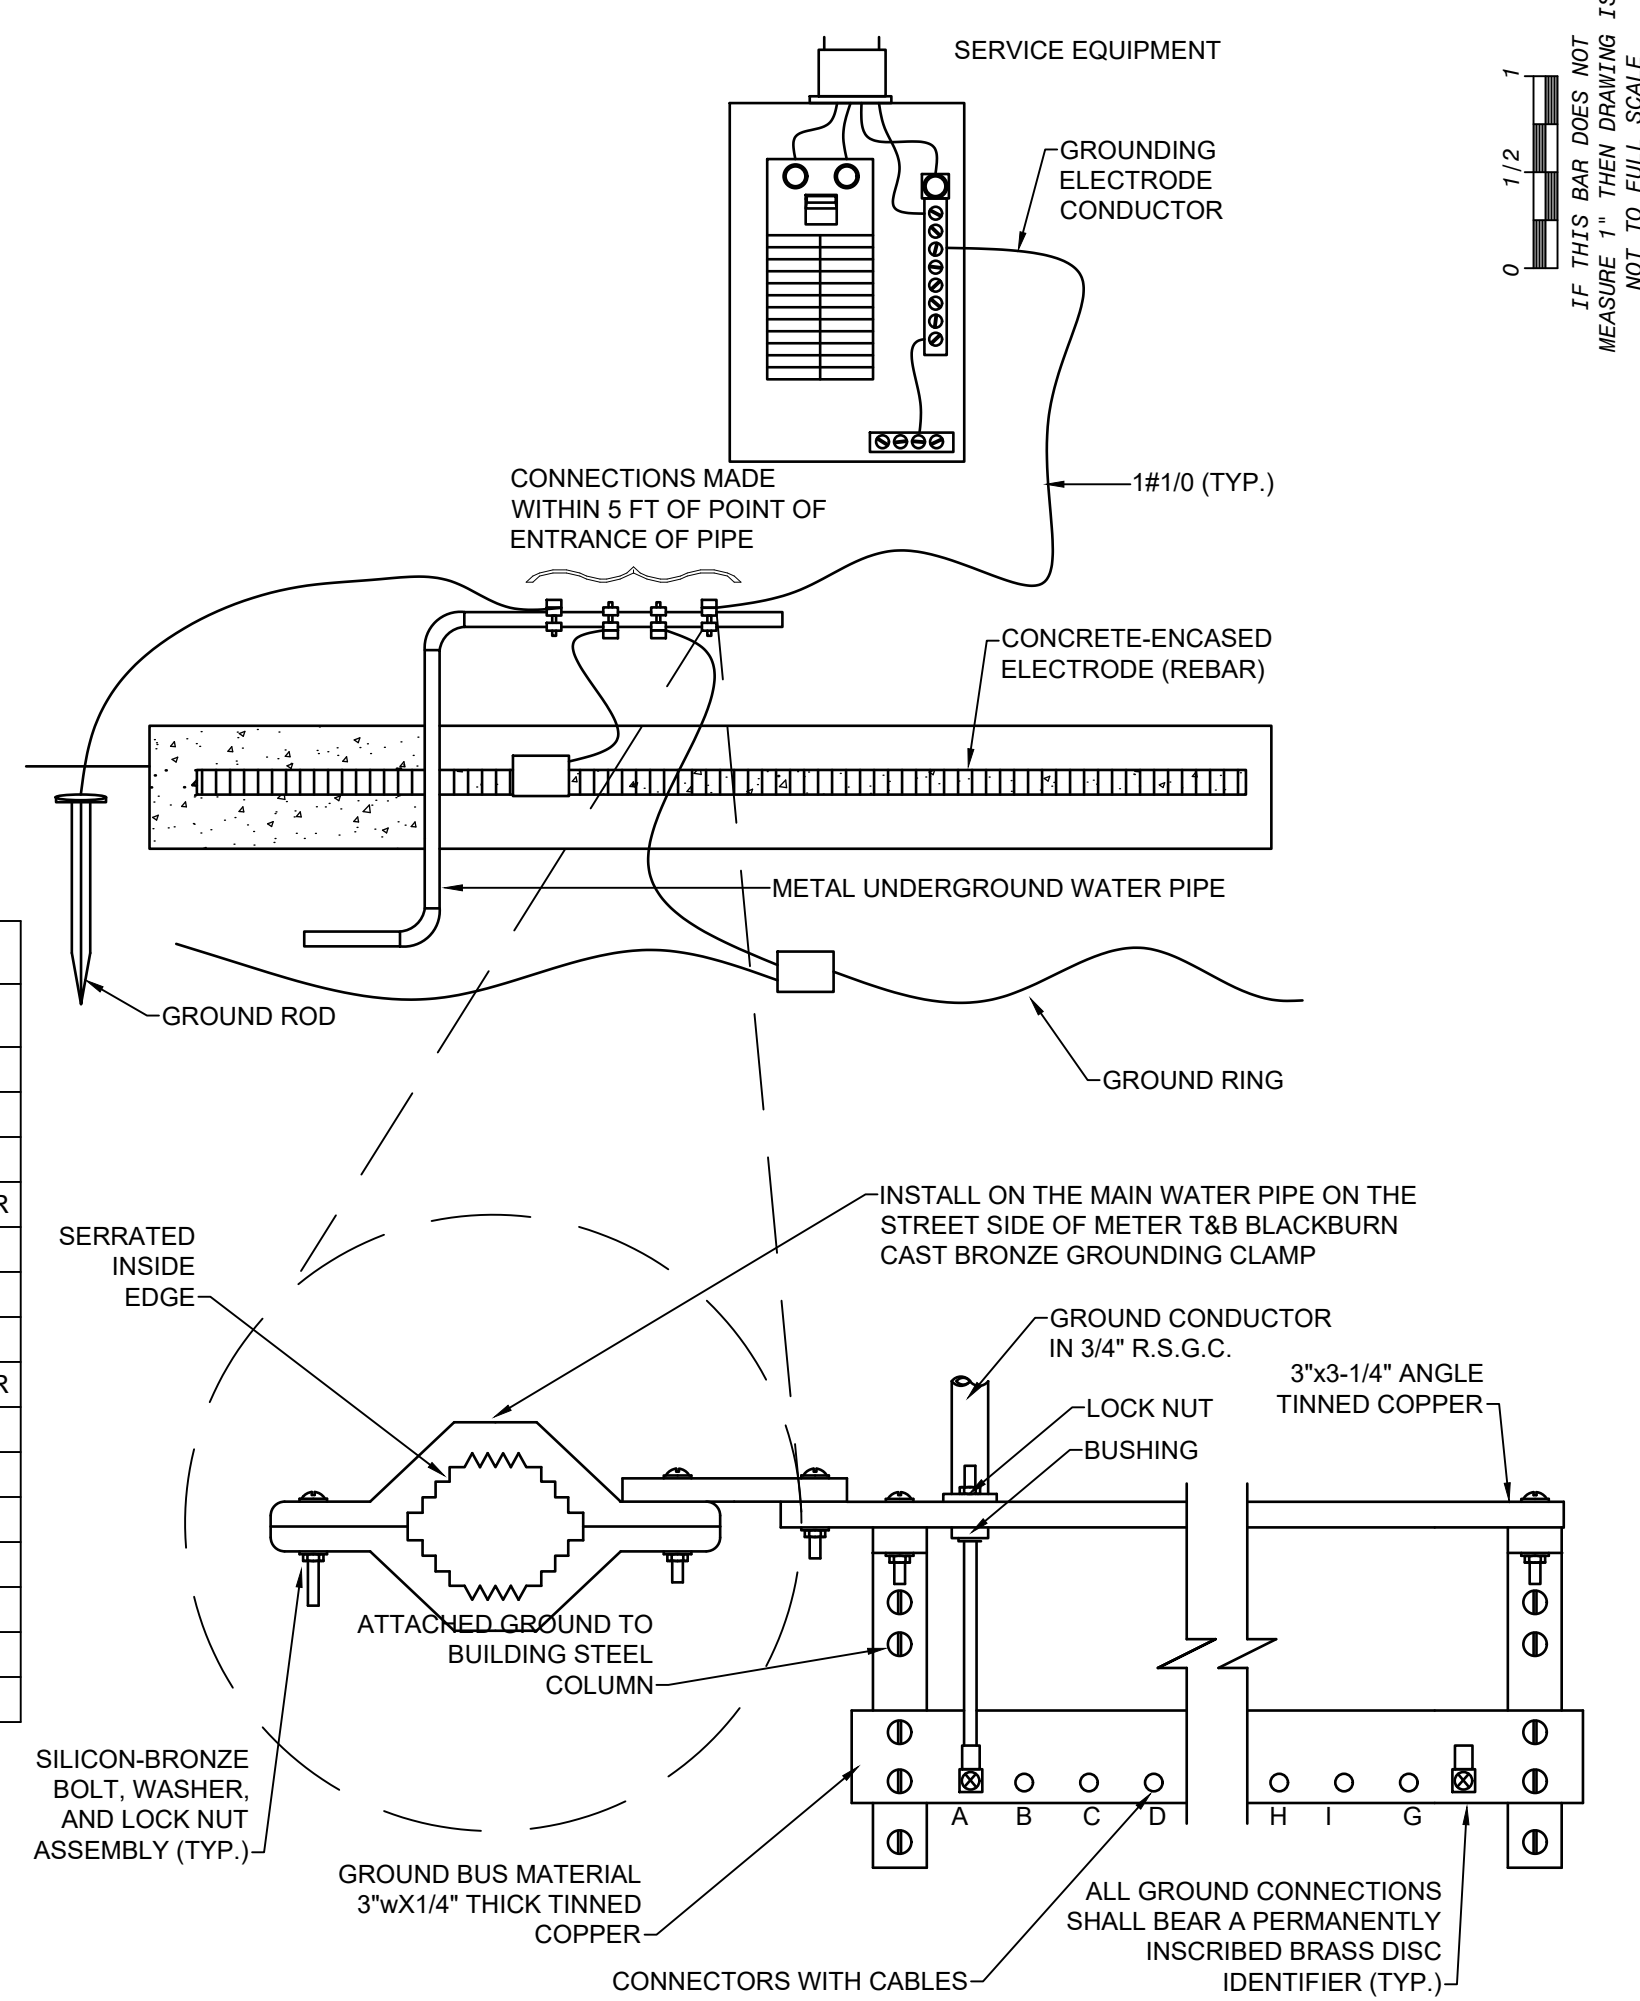 SERVICE EQUIPMENT
GROUNDING
ELECTRODE
CONDUCTOR
1#1/0 (TYP.)
0 1/2 1
IF THIS BAR DOES NOT
MEASURE 1" THEN DRAWING IS
NOT TO FULL SCALE
CONNECTIONS MADE
WITHIN 5 FT OF POINT OF
ENTRANCE OF PIPE
CONCRETE-ENCASED
ELECTRODE (REBAR)
METAL UNDERGROUND WATER PIPE
GROUND ROD
GROUND RING
R
R
INSTALL ON THE MAIN WATER PIPE ON THE
STREET SIDE OF METER T&B BLACKBURN
CAST BRONZE GROUNDING CLAMP
SERRATED
INSIDE
EDGE
GROUND CONDUCTOR
IN 3/4" R.S.G.C.
3"x3-1/4" ANGLE
TINNED COPPER
LOCK NUT
BUSHING
ATTACHED GROUND TO
BUILDING STEEL
COLUMN
SILICON-BRONZE
BOLT, WASHER,
AND LOCK NUT
ASSEMBLY (TYP.)
A B C D H I G
GROUND BUS MATERIAL
3"wX1/4" THICK TINNED
COPPER
CONNECTORS WITH CABLES
ALL GROUND CONNECTIONS
SHALL BEAR A PERMANENTLY
INSCRIBED BRASS DISC
IDENTIFIER (TYP.)